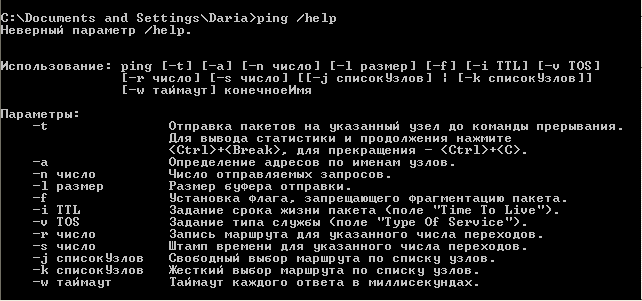 C:\Documents and Settings\Daria>ping /help
Неверный параметр /help.
Использование: ping [-t] [-a] [-n число] [-l размер] [-f] [-i TTL] [-v TOS]
[-r число] [-s число] [[-j списокУзлов] | [-k списокУзлов]]
[-w таймаут] конечноеИмя
Параметры:
-t Отправка пакетов на указанный узел до команды прерывания.
Для вывода статистики и продолжения нажмите
<Ctrl>+<Break>, для прекращения - <Ctrl>+<C>.
-a Определение адресов по именам узлов.
-n число Число отправляемых запросов.
-l размер Размер буфера отправки.
-f Установка флага, запрещающего фрагментацию пакета.
-i TTL Задание срока жизни пакета (поле "Time To Live").
-v TOS Задание типа службы (поле "Type Of Service").
-r число Запись маршрута для указанного числа переходов.
-s число Штамп времени для указанного числа переходов.
-j списокУзлов Свободный выбор маршрута по списку узлов.
-k списокУзлов Жесткий выбор маршрута по списку узлов.
-w таймаут Таймаут каждого ответа в миллисекундах.